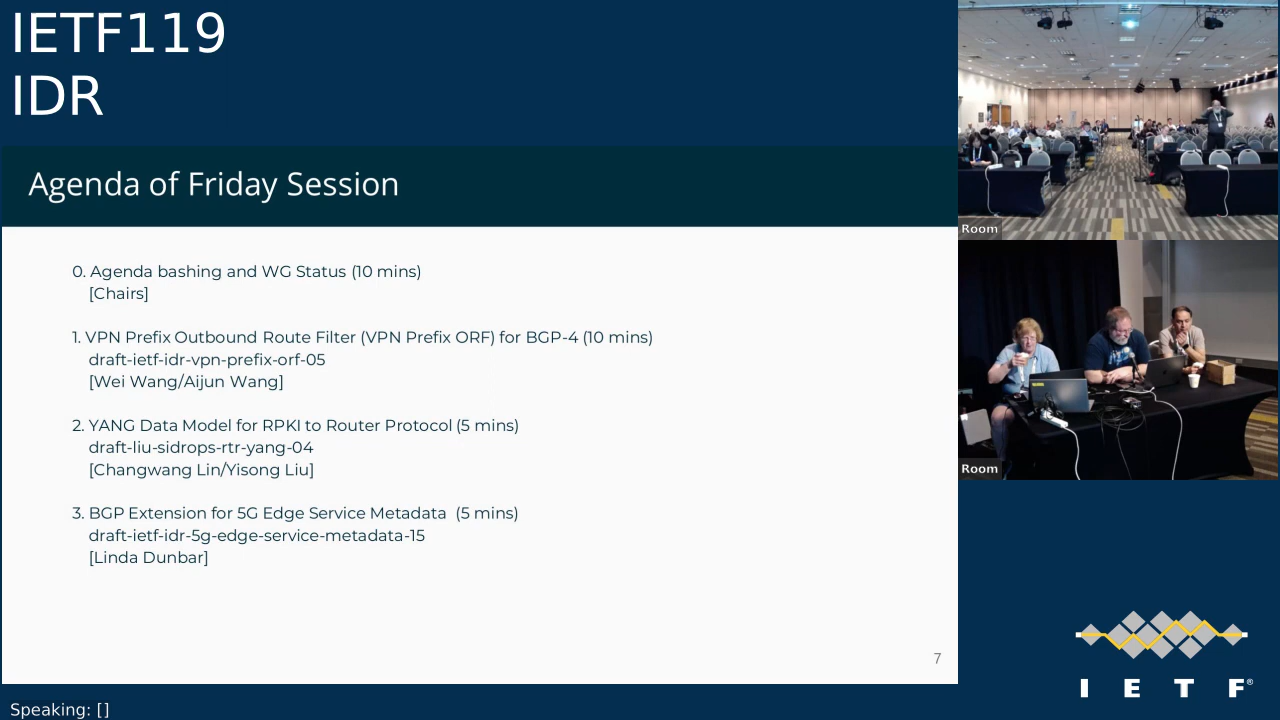 IETF119
IDR
Agenda of Friday Session
0. Agenda bashing and WG Status (10 mins)
[Chairs]
1. VPN Prefix Outbound Route Filter (VPN Prefix ORF) for BGP-4 (10 mins)
draft-ietf-idr-vpn-prefix-orf-05
[Wei Wang/Aijun Wang]
2. YANG Data Model for RPKI to Router Protocol (5 mins)
draft-liu-sidrops-rtr-yang-04
[Changwang Lin/Yisong Liu]
3. BGP Extension for 5G Edge Service Metadata  (5 mins)
draft-ietf-idr-5g-edge-service-metadata-15
[Linda Dunbar]
7
Room
Room
I E T F®
Speaking: []